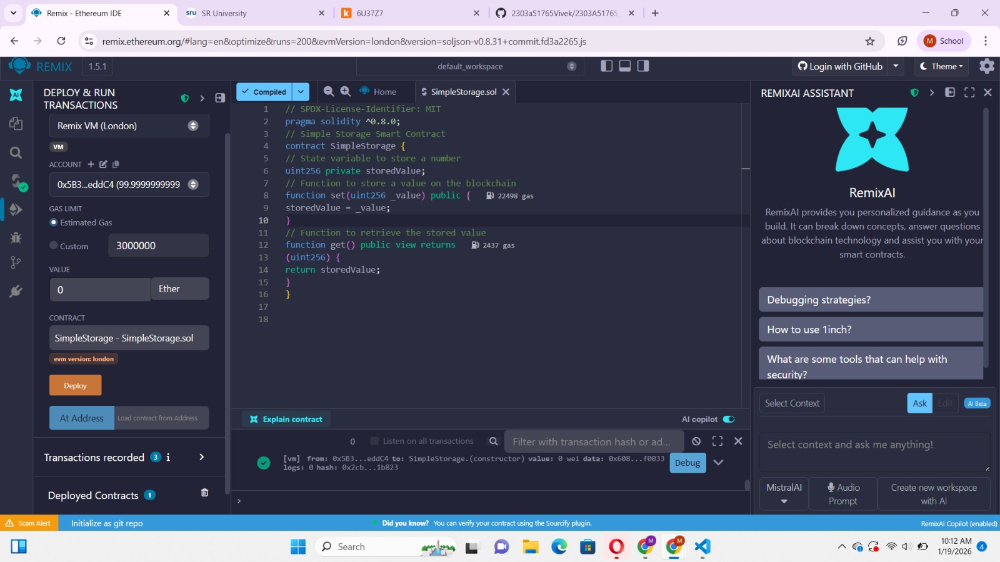 Remix - Ethereum IDE
sru SR University
k 6U37Z7
2303a51765Vivek/2303A51765_
remix.ethereum.org/#lang=en&optimize&runs=200&evmVersion=london&version=soljson-v0.8.31+commit.fd3a2265.js
M School
REMIX 1.5.1
default_workspace
Login with GitHub
Theme
DEPLOY & RUN
TRANSACTIONS
Remix VM (London)
VM
ACCOUNT
0x5B3...eddC4 (99.9999999999
GAS LIMIT
Estimated Gas
Custom 3000000
VALUE
0 Ether
CONTRACT
SimpleStorage - SimpleStorage.sol
evm version: london
Deploy
At Address Load contract from Address
Transactions recorded 3 i
Deployed Contracts 1
Compiled
Home
SimpleStorage.sol
1 // SPDX-License-Identifier: MIT
2 pragma solidity ^0.8.0;
3 // Simple Storage Smart Contract
4 contract SimpleStorage {
5 // State variable to store a number
6 uint256 private storedValue;
7 // Function to store a value on the blockchain
8 function set(uint256 _value) public { 22498 gas
9 storedValue = _value;
10 }
11 // Function to retrieve the stored value
12 function get() public view returns 2437 gas
13 (uint256) {
14 return storedValue;
15 }
16 }
17
18
Explain contract
AI copilot
0 Listen on all transactions
Filter with transaction hash or ad...
[vm] from: 0x5B3...eddC4 to: SimpleStorage.(constructor) value: 0 wei data: 0x608...f0033
logs: 0 hash: 0x2cb...1b823
Debug
>
REMIXAI ASSISTANT
RemixAI
RemixAI provides you personalized guidance as you
build. It can break down concepts, answer questions
about blockchain technology and assist you with your
smart contracts.
Debugging strategies?
How to use 1inch?
What are some tools that can help with
security?
Select Context
Ask Edit AI Beta
Select context and ask me anything!
MistralAI
Audio
Prompt
Create new workspace
with AI
Scam Alert
Initialize as git repo
Did you know? You can verify your contract using the Sourcify plugin.
RemixAI Copilot (enabled)
Search
M
M
10:12 AM
1/19/2026
4